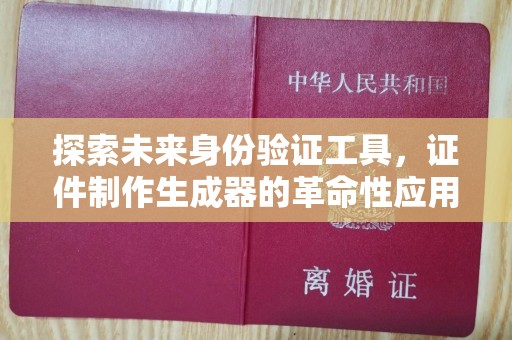 中华人民共和国
探索未来身份验证工具，证
件制作生成器的革命性应用
离婚证